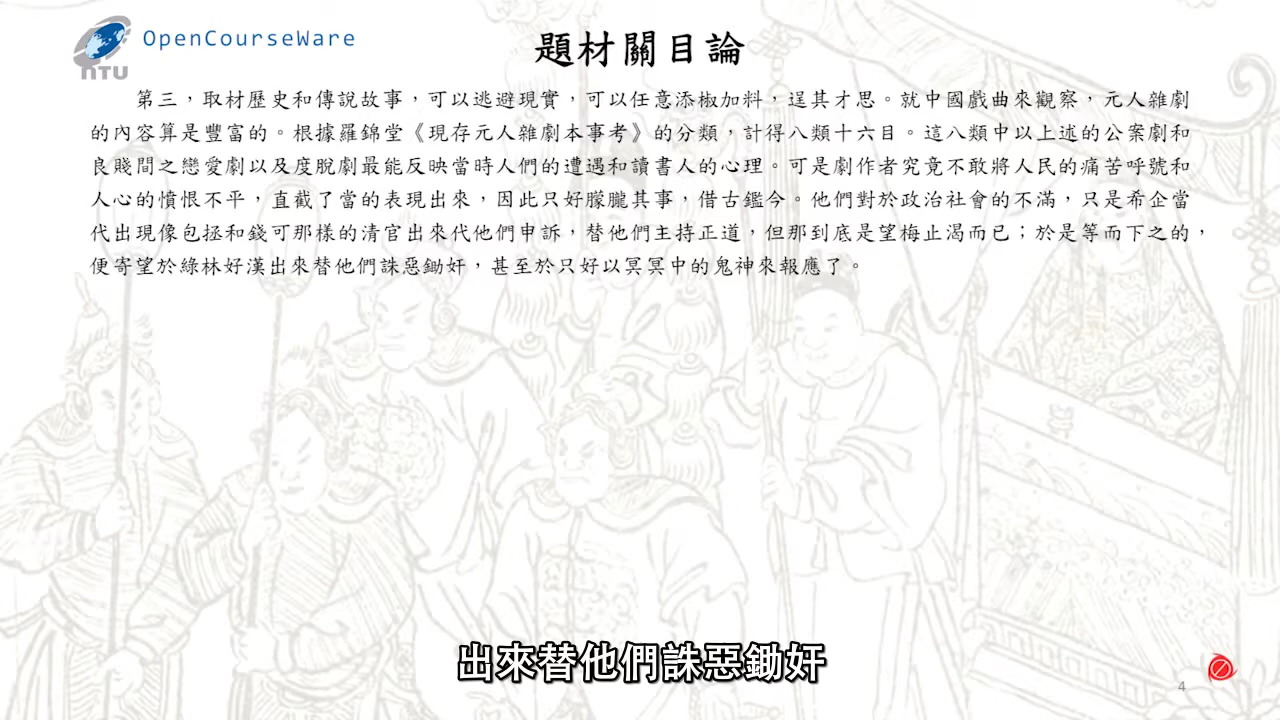 OpenCourseWare
NTU
題材關目論
第三，取材歷史和傳說故事，可以逃避現實，可以任意添椒加料，逞其才思。就中國戲曲來觀察，元人雜劇
的內容算是豐富的。根據羅錦堂《現存元人雜劇本事考》的分類，計得八類十六目。這八類中以上述的公案劇和
良賤間之戀愛劇以及度脫劇最能反映當時人們的遭遇和讀書人的心理。可是劇作者究竟不敢將人民的痛苦呼號和
人心的憤恨不平，直截了當的表現出來，因此只好朦朧其事，借古鑑今。他們對於政治社會的不滿，只是希企當
代出現像包拯和錢可那樣的清官出來代他們申訴，替他們主持正道，但那到底是望梅止渴而已；於是等而下之的，
便寄望於綠林好漢出來替他們誅惡鋤奸，甚至於只好以冥冥中的鬼神來報應了。
出來替他們誅惡鋤奸
4